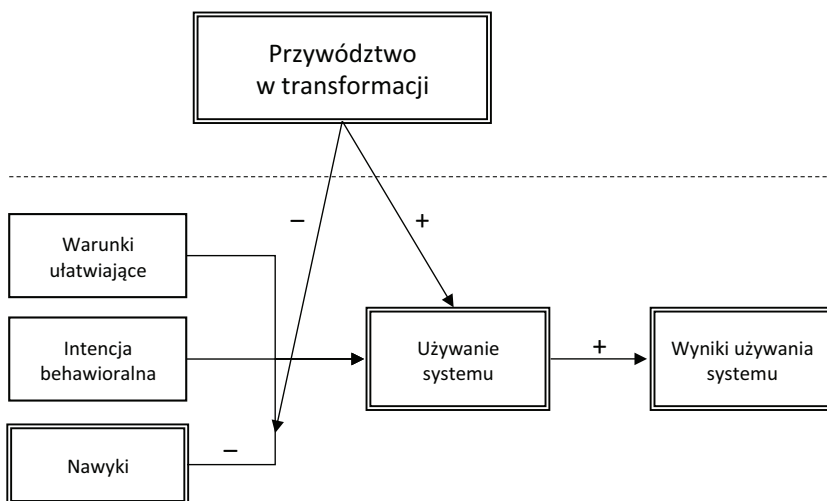 Przywództwo
w transformacji
–
+
Warunki
ułatwiające
Intencja
behawioralna
Używanie
systemu
+
Wyniki używania
systemu
Nawyki
–